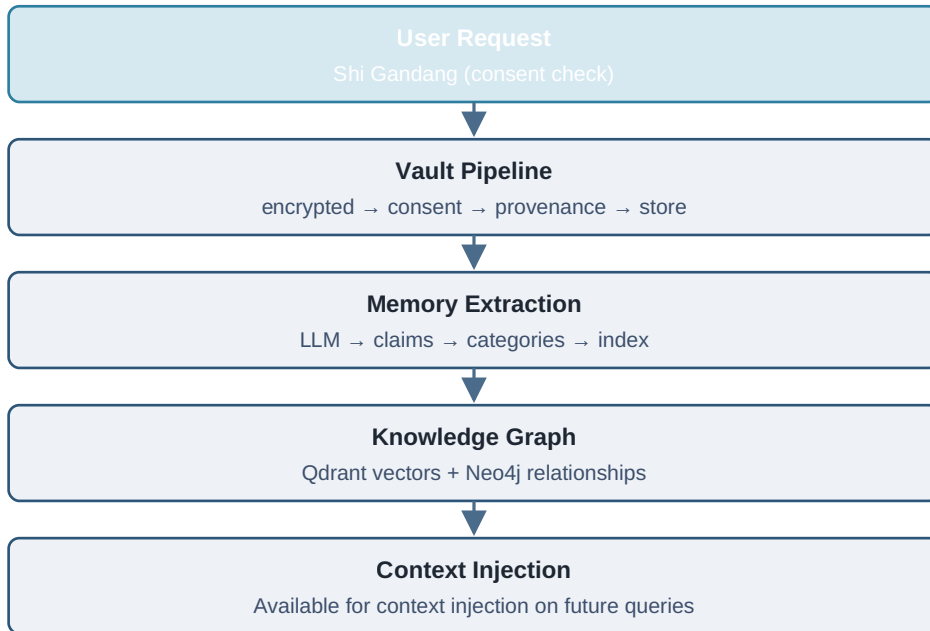 User Request
Shi Gandang (consent check)
Vault Pipeline
encrypted → consent → provenance → store
Memory Extraction
LLM → claims → categories → index
Knowledge Graph
Qdrant vectors + Neo4j relationships
Context Injection
Available for context injection on future queries